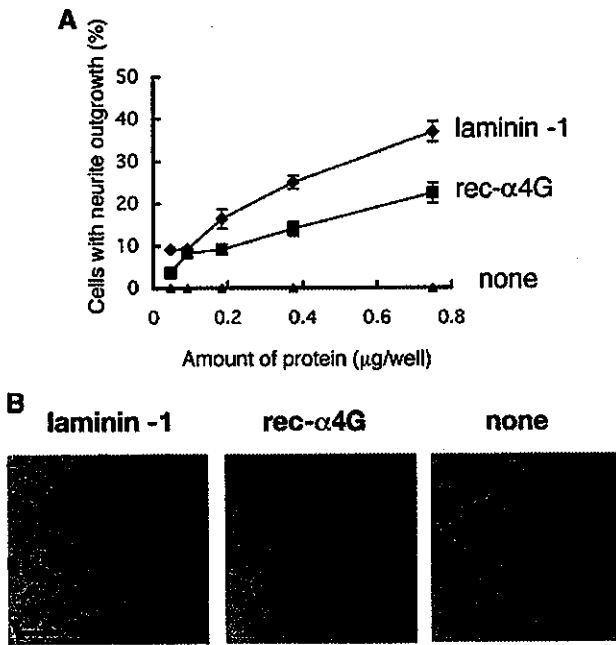 A
Cells with neurite outgrowth (%)
50
40
30
20
10
0
0
0.2
0.4
0.6
0.8
Amount of protein (μg/well)
laminin -1
rec-α4G
none
B
laminin -1
rec-α4G
none